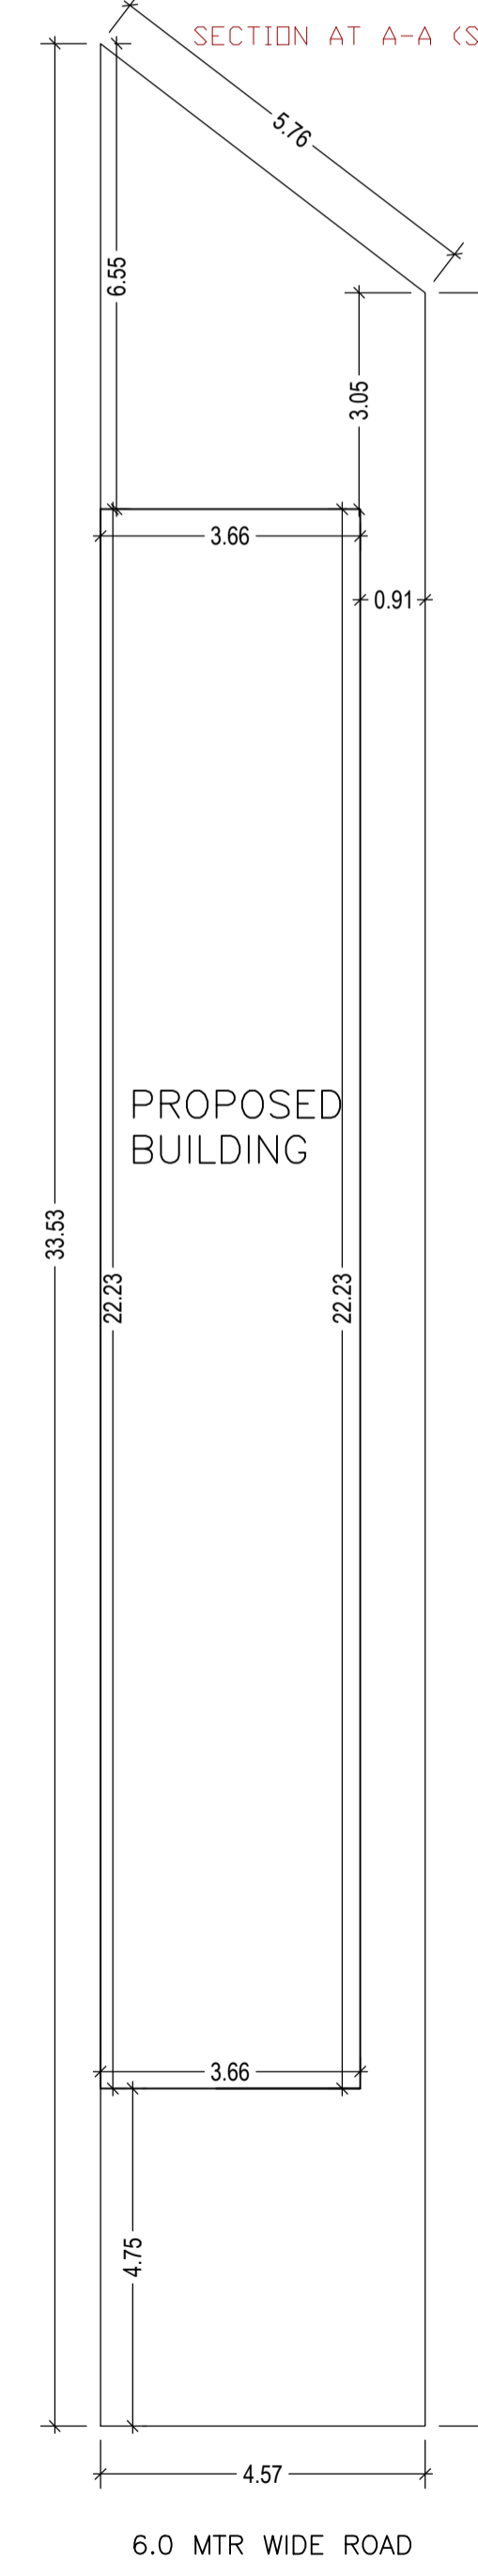 SECTION AT A-A (S
5.76
6.55
3.05
3.66
0.91
PROPOSED
BUILDING
33.53
22.23
22.23
3.66
4.75
4.57
6.0 MTR WIDE ROAD